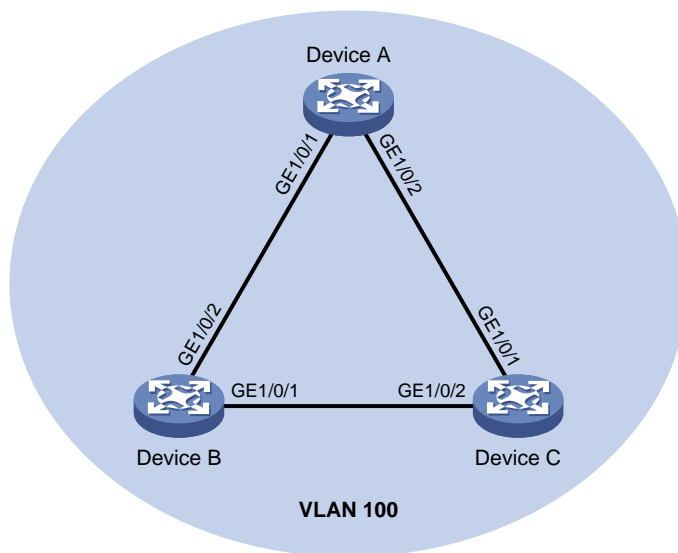 Device A
GE1/0/1
GE1/0/2
GE1/0/2
GE1/0/1
GE1/0/1
GE1/0/2
Device B
Device C
VLAN 100